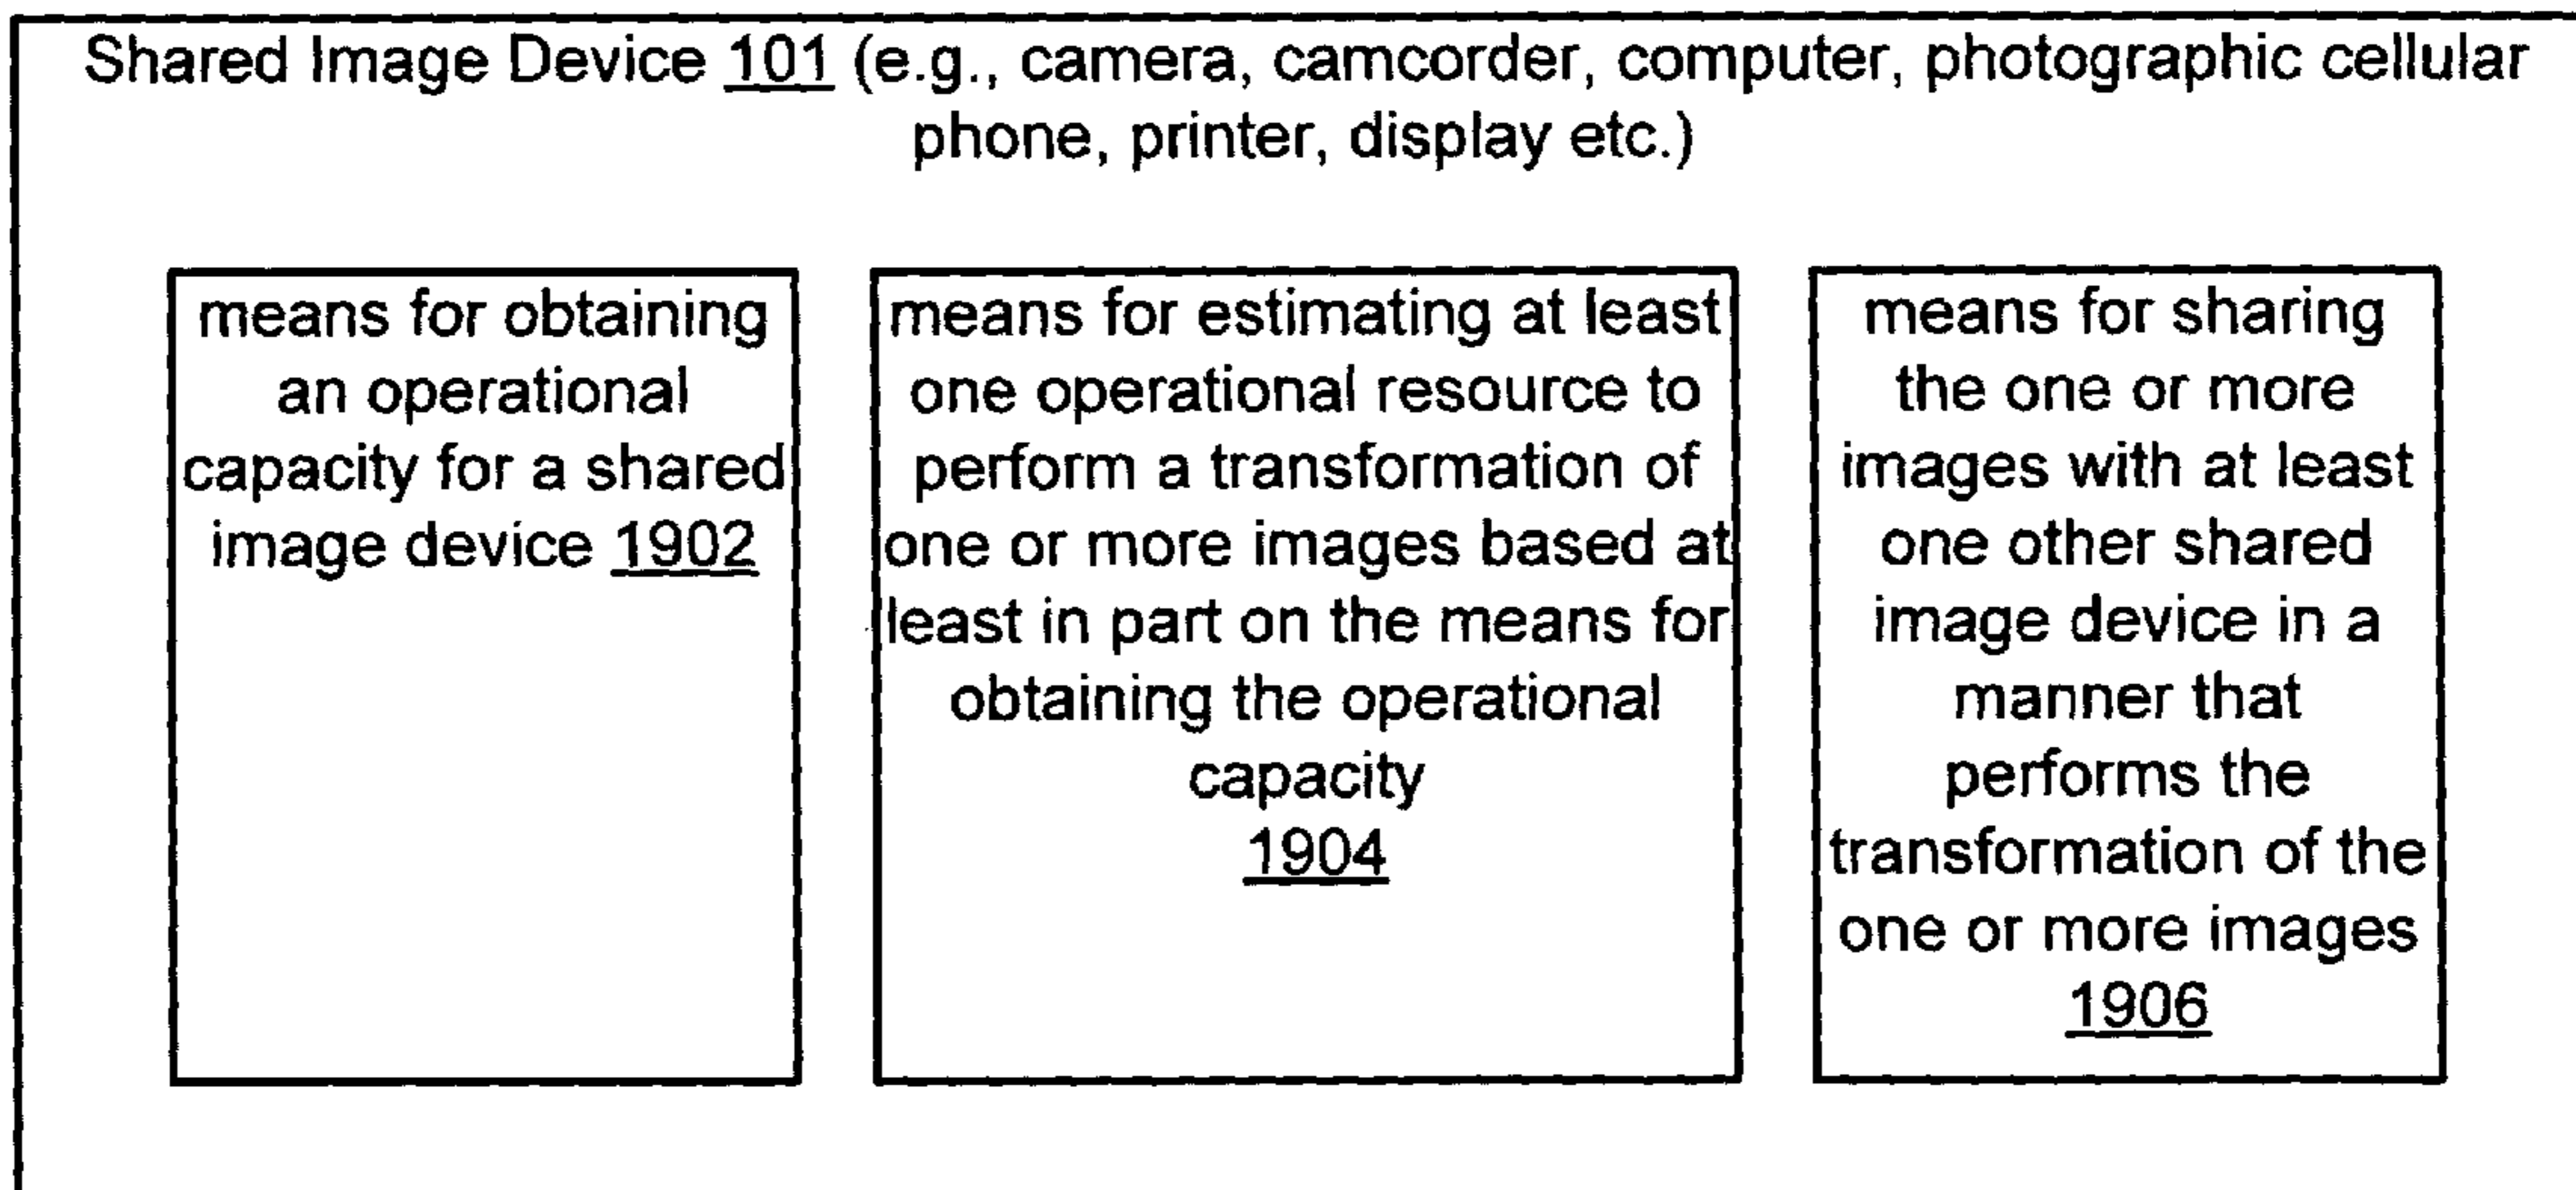 Shared Image Device 101 (e.g., camera, camcorder, computer, photographic cellular
phone, printer, display etc.)
means for obtaining
an operational
capacity for a shared
image device 1902
means for estimating at least
one operational resource to
perform a transformation of
one or more images based at
least in part on the means for
obtaining the operational
capacity
1904
means for sharing
the one or more
images with at least
one other shared
image device in a
manner that
performs the
transformation of the
one or more images
1906